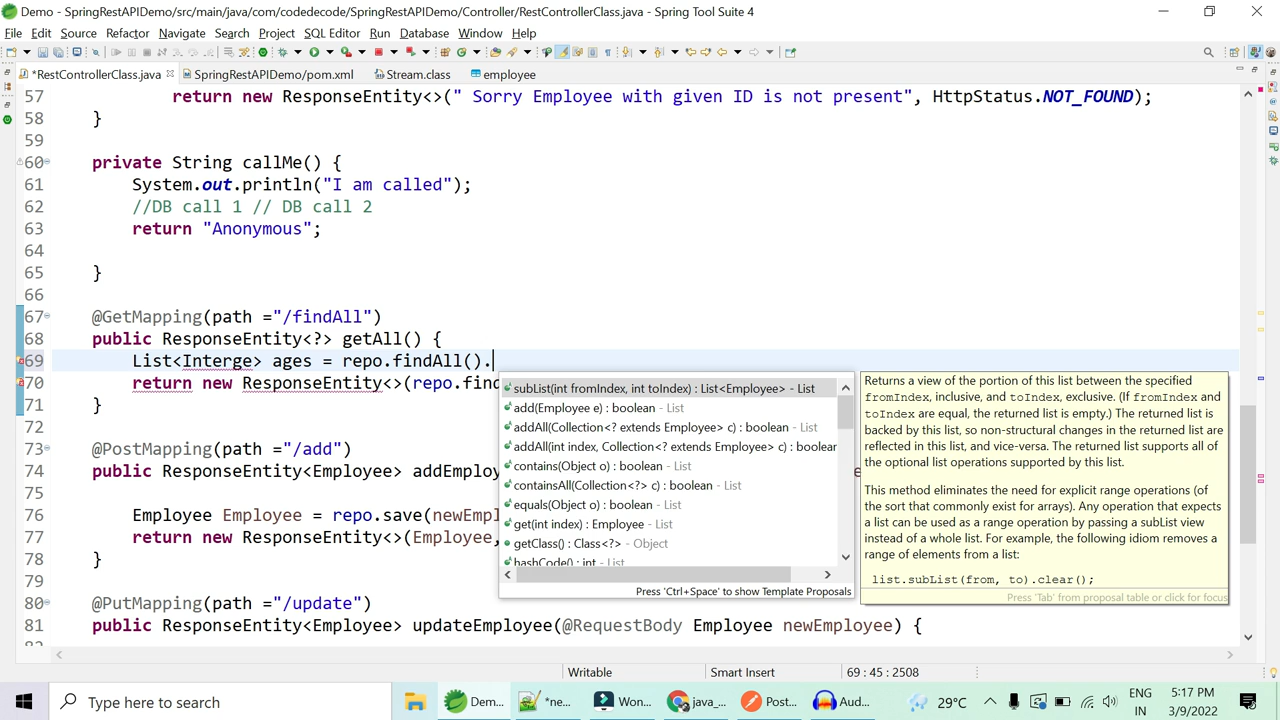 Demo - SpringRestAPIDemo/src/main/java/com/codedecode/SpringRestAPIDemo/Controller/RestControllerClass.java - Spring Tool Suite 4
File Edit Source Refactor Navigate Search Project SQL Editor Run Database Window Help
*RestControllerClass.java SpringRestAPIDemo/pom.xml Stream.class employee
57 return new ResponseEntity<>(" Sorry Employee with given ID is not present", HttpStatus.NOT_FOUND);
58 }
59
60 private String callMe() {
61 System.out.println("I am called");
62 //DB call 1 // DB call 2
63 return "Anonymous";
64
65 }
66
67 @GetMapping(path ="/findAll")
68 public ResponseEntity<?> getAll() {
69 List<Interge> ages = repo.findAll().
70 return new ResponseEntity<>(repo.find
71 }
72
73 @PostMapping(path ="/add")
74 public ResponseEntity<Employee> addEmploy
75
76 Employee Employee = repo.save(newEmpl
77 return new ResponseEntity<>(Employee,
78 }
79
80 @PutMapping(path ="/update")
81 public ResponseEntity<Employee> updateEmployee(@RequestBody Employee newEmployee) {
subList(int fromIndex, int toIndex) : List<Employee> - List
add(Employee e) : boolean - List
addAll(Collection<? extends Employee> c) : boolean - List
addAll(int index, Collection<? extends Employee> c) : boolean
contains(Object o) : boolean - List
containsAll(Collection<?> c) : boolean - List
equals(Object o) : boolean - List
get(int index) : Employee - List
getClass() : Class<?> - Object
hashCode() : int - List
Press 'Ctrl+Space' to show Template Proposals
Returns a view of the portion of this list between the specified
fromIndex, inclusive, and toIndex, exclusive. (If fromIndex and
toIndex are equal, the returned list is empty.) The returned list is
backed by this list, so non-structural changes in the returned list are
reflected in this list, and vice-versa. The returned list supports all of
the optional list operations supported by this list.
This method eliminates the need for explicit range operations (of
the sort that commonly exist for arrays). Any operation that expects
a list can be used as a range operation by passing a subList view
instead of a whole list. For example, the following idiom removes a
range of elements from a list:
list.subList(from, to).clear();
Press 'Tab' from proposal table or click for focus
Writable Smart Insert 69 : 45 : 2508
Type here to search Dem... *ne... Won... java_... Post... Aud... 29°C ENG IN 5:17 PM 3/9/2022